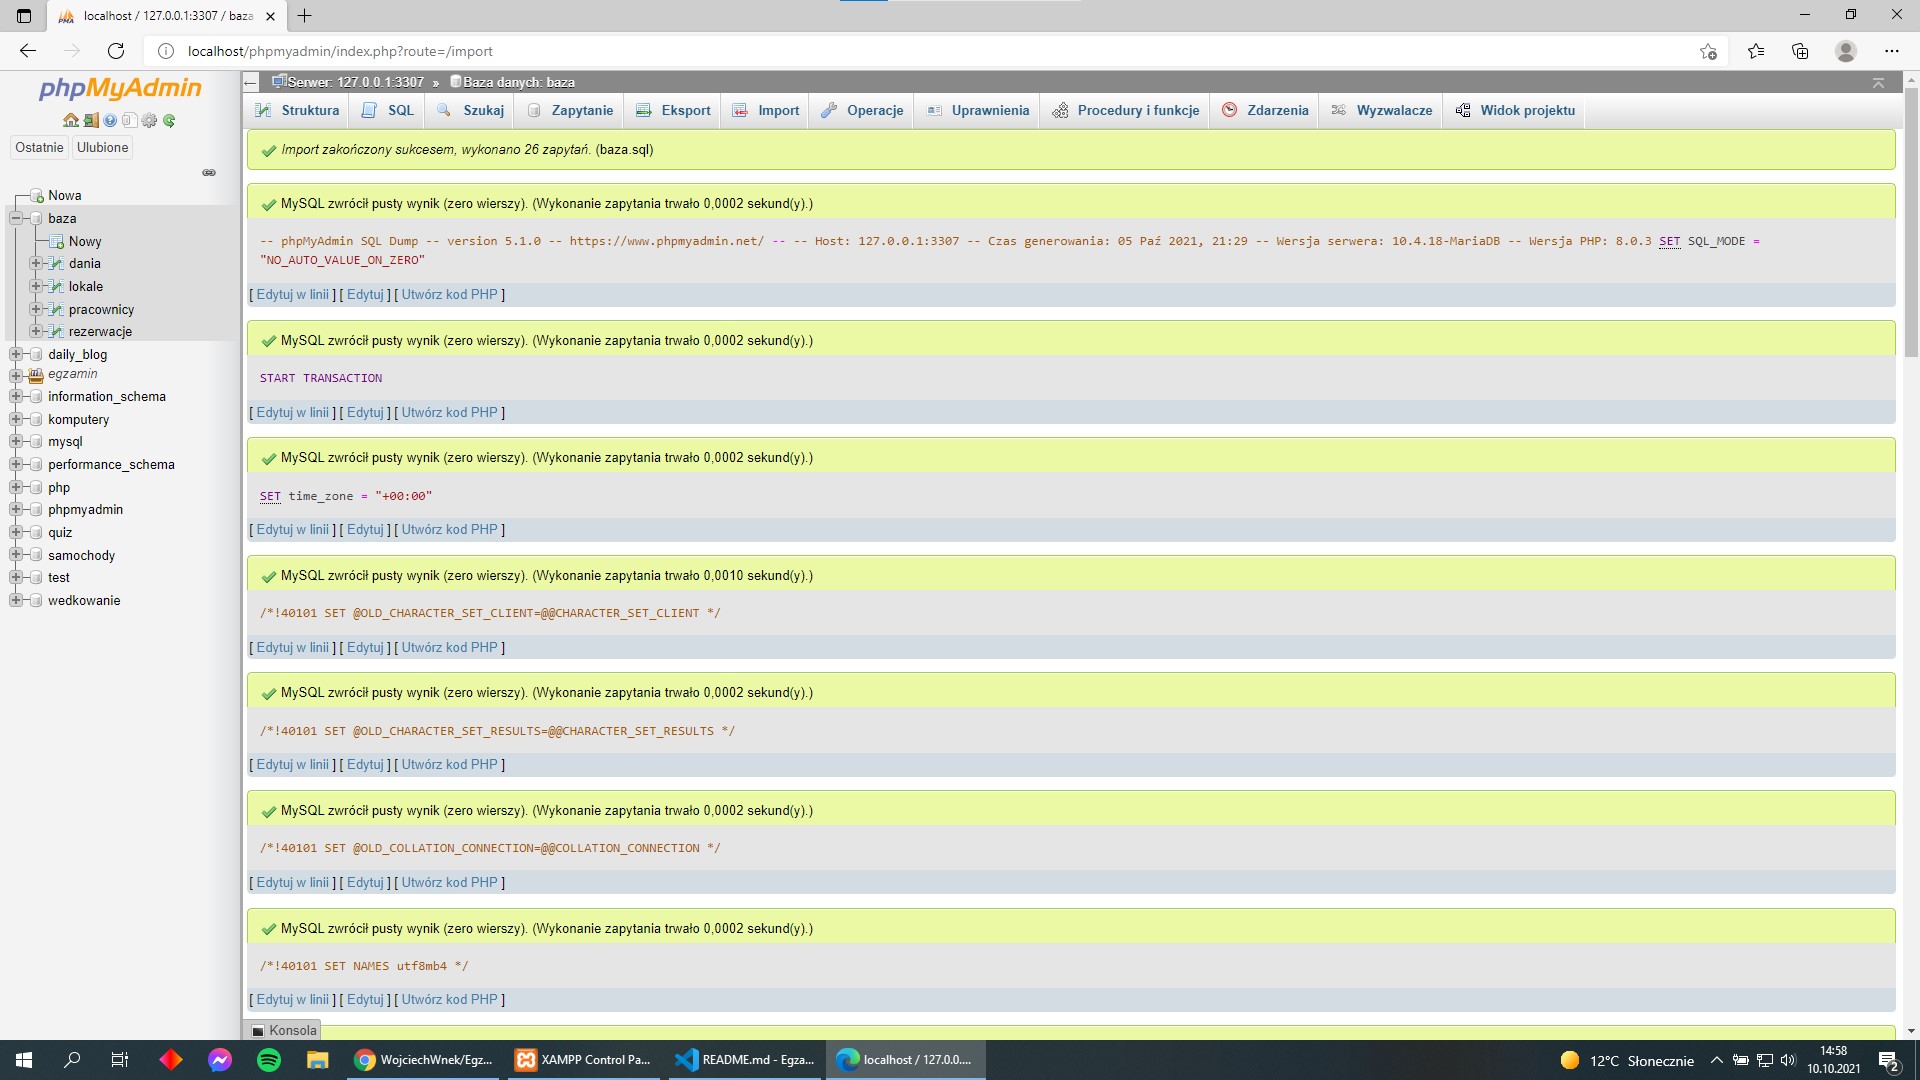 localhost / 127.0.0.1:3307 / baza
localhost/phpmyadmin/index.php?route=/import
phpMyAdmin
Ostatnie Ulubione
Nowa
baza
Nowy
dania
lokale
pracownicy
rezerwacje
daily_blog
egzamin
information_schema
komputery
mysql
performance_schema
php
phpmyadmin
quiz
samochody
test
wedkowanie
Serwer: 127.0.0.1:3307 » Baza danych: baza
Struktura SQL Szukaj Zapytanie Eksport Import Operacje Uprawnienia Procedury i funkcje Zdarzenia Wyzwalacze Widok projektu
Import zakończony sukcesem, wykonano 26 zapytań. (baza.sql)
MySQL zwrócił pusty wynik (zero wierszy). (Wykonanie zapytania trwało 0,0002 sekund(y).)
-- phpMyAdmin SQL Dump -- version 5.1.0 -- https://www.phpmyadmin.net/ -- -- Host: 127.0.0.1:3307 -- Czas generowania: 05 Paź 2021, 21:29 -- Wersja serwera: 10.4.18-MariaDB -- Wersja PHP: 8.0.3 SET SQL_MODE =
"NO_AUTO_VALUE_ON_ZERO"
[ Edytuj w linii ] [ Edytuj ] [ Utwórz kod PHP ]
MySQL zwrócił pusty wynik (zero wierszy). (Wykonanie zapytania trwało 0,0002 sekund(y).)
START TRANSACTION
[ Edytuj w linii ] [ Edytuj ] [ Utwórz kod PHP ]
MySQL zwrócił pusty wynik (zero wierszy). (Wykonanie zapytania trwało 0,0002 sekund(y).)
SET time_zone = "+00:00"
[ Edytuj w linii ] [ Edytuj ] [ Utwórz kod PHP ]
MySQL zwrócił pusty wynik (zero wierszy). (Wykonanie zapytania trwało 0,0010 sekund(y).)
/*!40101 SET @OLD_CHARACTER_SET_CLIENT=@@CHARACTER_SET_CLIENT */
[ Edytuj w linii ] [ Edytuj ] [ Utwórz kod PHP ]
MySQL zwrócił pusty wynik (zero wierszy). (Wykonanie zapytania trwało 0,0002 sekund(y).)
/*!40101 SET @OLD_CHARACTER_SET_RESULTS=@@CHARACTER_SET_RESULTS */
[ Edytuj w linii ] [ Edytuj ] [ Utwórz kod PHP ]
MySQL zwrócił pusty wynik (zero wierszy). (Wykonanie zapytania trwało 0,0002 sekund(y).)
/*!40101 SET @OLD_COLLATION_CONNECTION=@@COLLATION_CONNECTION */
[ Edytuj w linii ] [ Edytuj ] [ Utwórz kod PHP ]
MySQL zwrócił pusty wynik (zero wierszy). (Wykonanie zapytania trwało 0,0002 sekund(y).)
/*!40101 SET NAMES utf8mb4 */
[ Edytuj w linii ] [ Edytuj ] [ Utwórz kod PHP ]
Konsola
WojciechWnek/Egz... XAMPP Control Pa... README.md - Egza... localhost / 127.0.0.... 12°C Słonecznie 14:58
10.10.2021 2